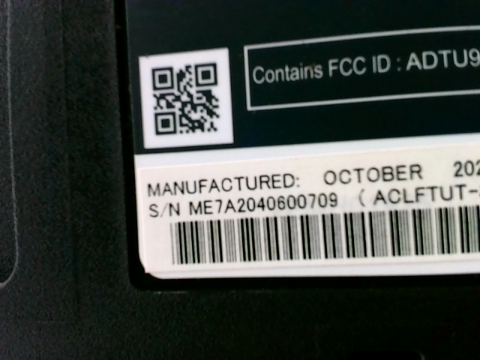 Contains FCC ID : ADTU9
MANUFACTURED: OCTOBER 202
S/N ME7A2040600709 ( ACLFTUT-